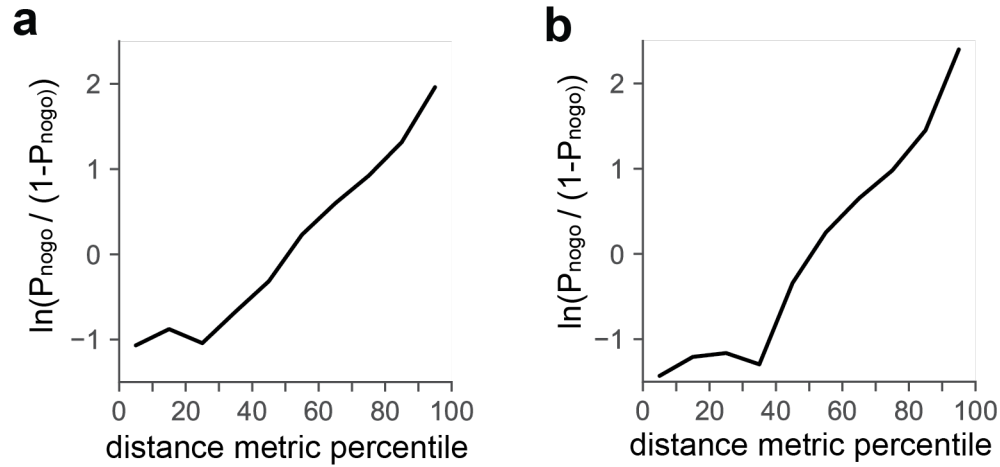 a
ln(Pnogo / (1-Pnogo))
2
1
0
−1
0 20 40 60 80 100
distance metric percentile
b
ln(Pnogo / (1-Pnogo))
2
1
0
−1
0 20 40 60 80 100
distance metric percentile